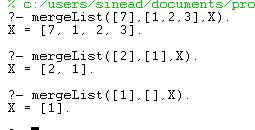 % c:/users/sinead/documents/pro
?- mergeList([7],[1,2,3],X).
X = [7, 1, 2, 3].
?- mergeList([2],[1],X).
X = [2, 1].
?- mergeList([1],[],X).
X = [1].